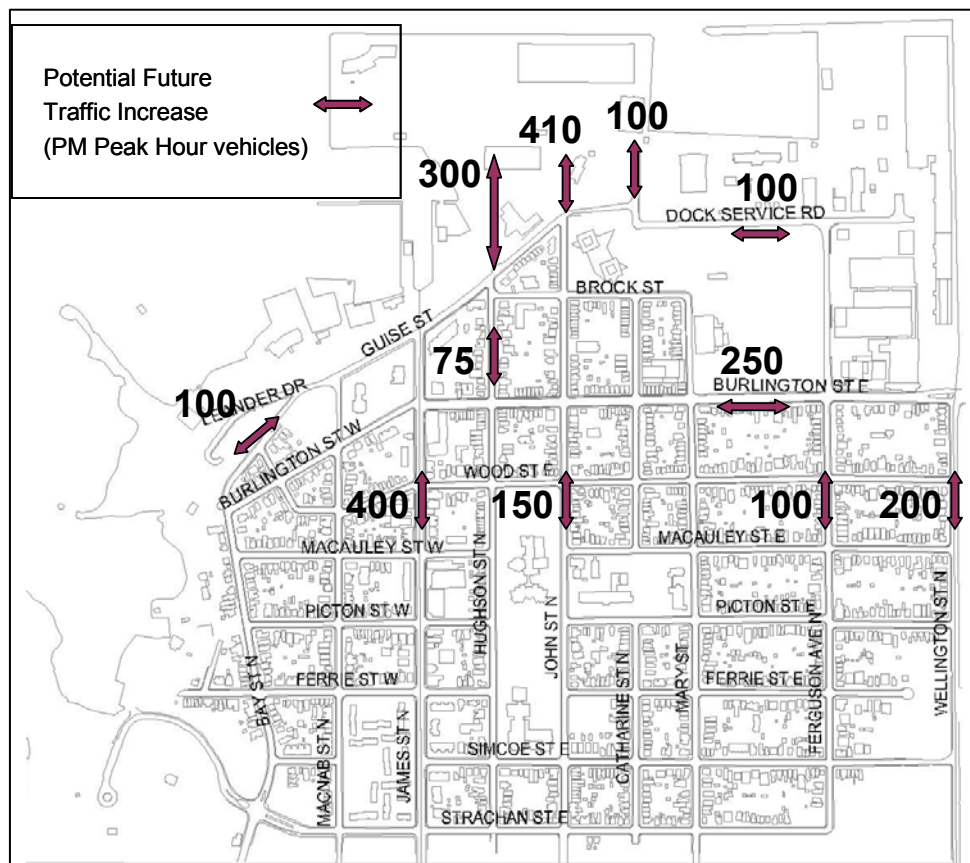 Potential Future
Traffic Increase
(PM Peak Hour vehicles)
100
410
300
100
DOCK SERVICE RD
BROCK ST
GUISE ST
75
250
BURLINGTON ST E
LEANDER DR
100
BURLINGTON ST W
WOOD ST E
400
150
100
200
MACAULEY ST W
MACAULEY ST E
HUGHSON ST N
PICTON ST W
PICTON ST E
JOHN ST N
WELLINGTON ST N
FERRIE ST W
FERRIE ST E
BAY ST N
MARY ST
FERGUSON AVE N
CATHARINE ST N
SIMCOE ST E
MACNAB ST N
JAMES ST N
STRACHAN ST E